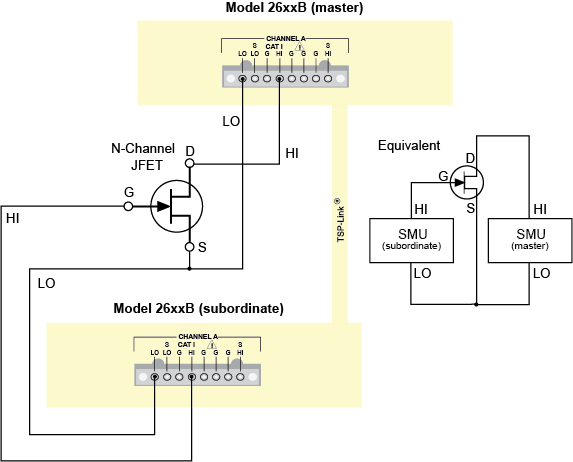 Model 26xxB (master)
CHANNEL A
S CAT I S
LO LO G HI G G G HI
LO
HI
N-Channel
JFET
D
G
HI
S
LO
TSP-Link®
Equivalent
D
G
S
HI
HI
SMU
(subordinate)
SMU
(master)
LO
LO
Model 26xxB (subordinate)
CHANNEL A
S CAT I S
LO LO G HI G G G HI